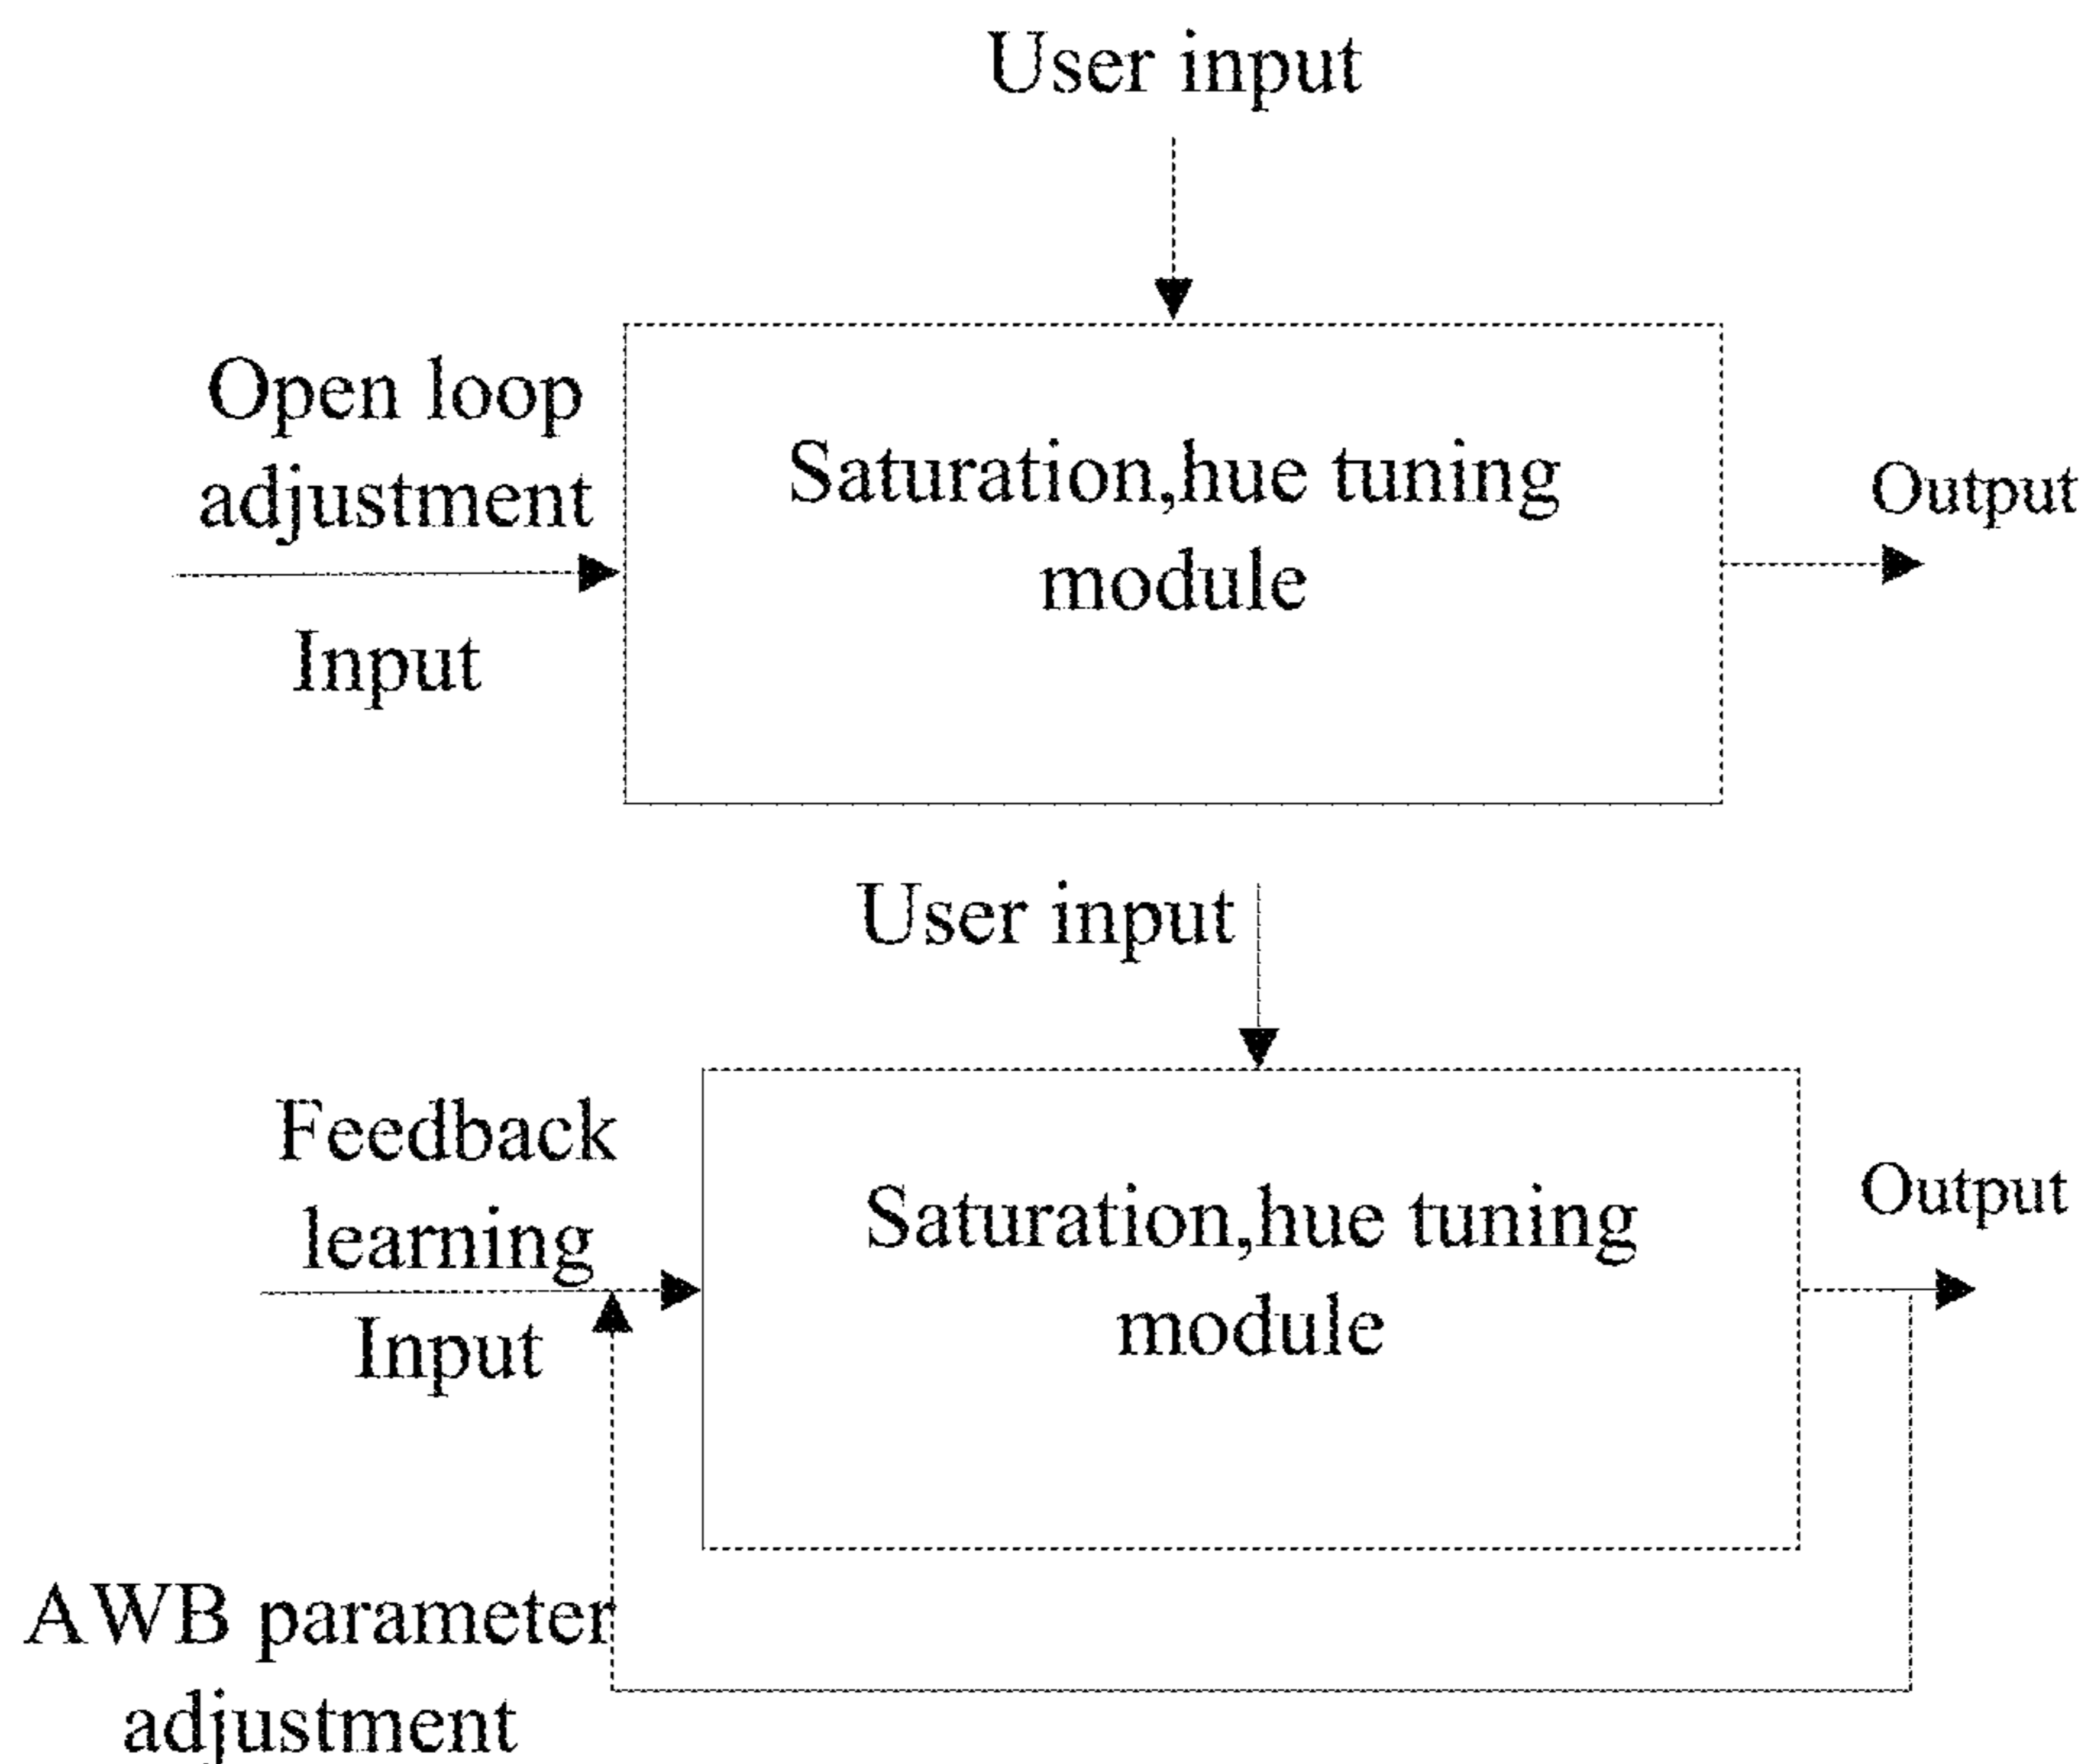 User input
Open loop
adjustment
Input
Saturation,hue tuning
module
Output
User input
Feedback
learning
Input
Saturation,hue tuning
module
Output
AWB parameter
adjustment